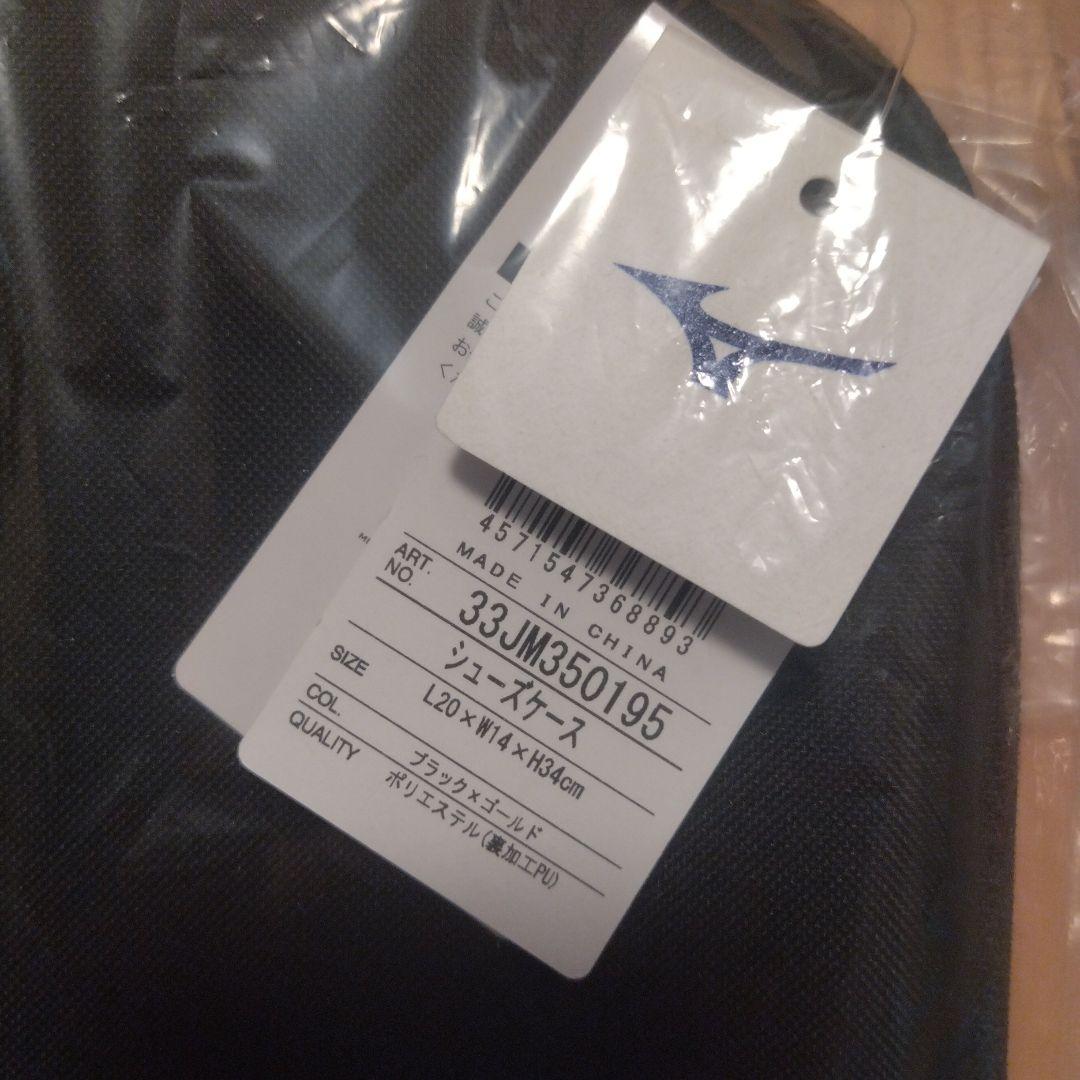 4571547368893
MADE IN CHINA
ART. NO. 33JM350195
シューズケース
SIZE L20×W14×H34cm
COL. ブラック×ゴールド
QUALITY ポリエステル(裏加工PU)